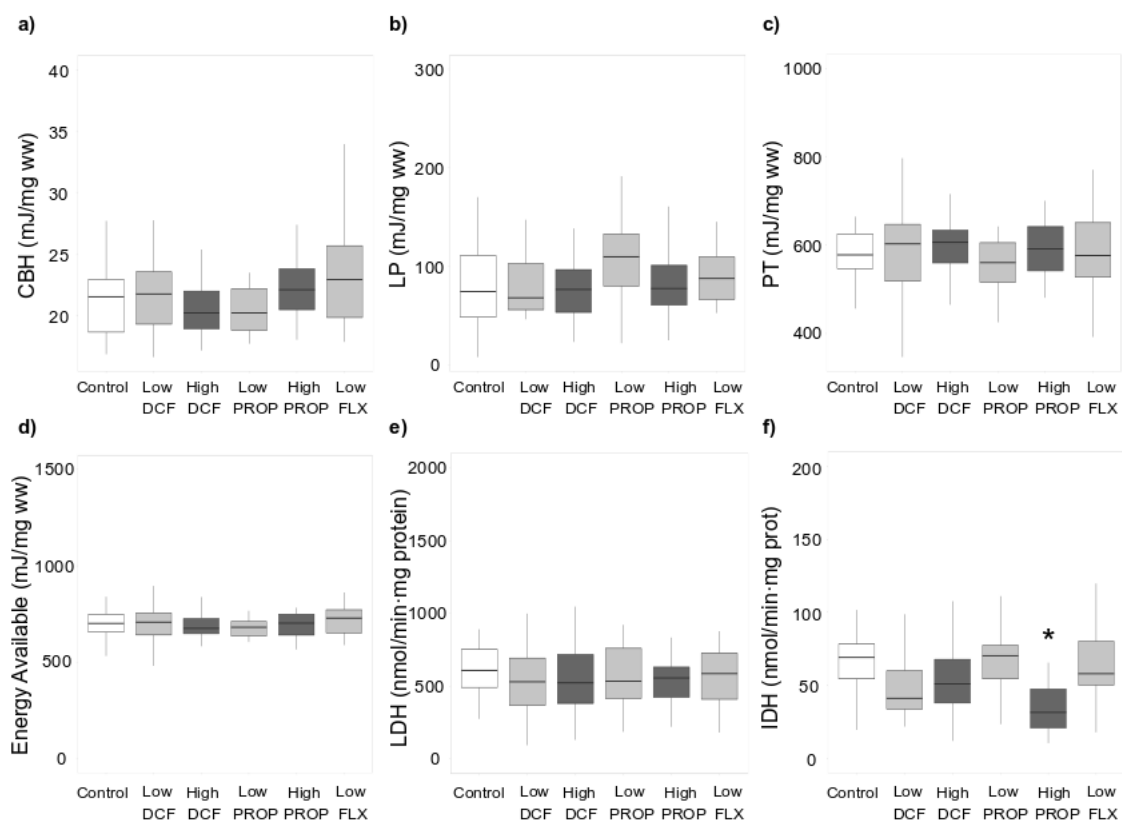 a)
CBH (mJ/mg ww)
40
35
30
25
20
Control
Low DCF
High DCF
Low PROP
High PROP
Low FLX
b)
LP (mJ/mg ww)
300
200
100
0
Control
Low DCF
High DCF
Low PROP
High PROP
Low FLX
c)
PT (mJ/mg ww)
1000
800
600
400
Control
Low DCF
High DCF
Low PROP
High PROP
Low FLX
d)
Energy Available (mJ/mg ww)
1500
1000
500
0
Control
Low DCF
High DCF
Low PROP
High PROP
Low FLX
e)
LDH (nmol/min·mg protein)
2000
1500
1000
500
0
Control
Low DCF
High DCF
Low PROP
High PROP
Low FLX
f)
IDH (nmol/min·mg prot)
200
150
100
50
0
*
Control
Low DCF
High DCF
Low PROP
High PROP
Low FLX